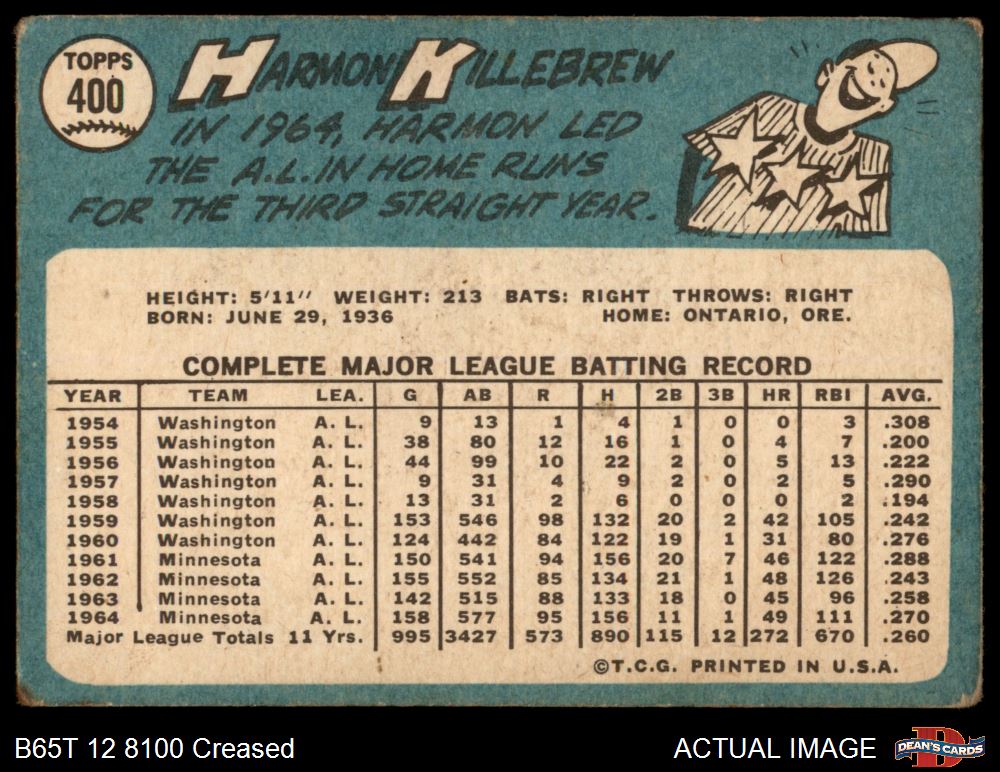 TOPPS
400
HARMON KILLEBREW
IN 1964, HARMON LED
THE A.L. IN HOME RUNS
FOR THE THIRD STRAIGHT YEAR.
HEIGHT: 5'11" WEIGHT: 213 BATS: RIGHT THROWS: RIGHT
BORN: JUNE 29, 1936 HOME: ONTARIO, ORE.
COMPLETE MAJOR LEAGUE BATTING RECORD
YEAR TEAM LEA. G AB R H 2B 3B HR RBI AVG.
1954 Washington A. L. 9 13 1 4 1 0 0 3 .308
1955 Washington A. L. 38 80 12 16 1 0 4 7 .200
1956 Washington A. L. 44 99 10 22 2 0 5 13 .222
1957 Washington A. L. 9 31 4 9 2 0 2 5 .290
1958 Washington A. L. 13 31 2 6 0 0 0 2 .194
1959 Washington A. L. 153 546 98 132 20 2 42 105 .242
1960 Washington A. L. 124 442 84 122 19 1 31 80 .276
1961 Minnesota A. L. 150 541 94 156 20 7 46 122 .288
1962 Minnesota A. L. 155 552 85 134 21 1 48 126 .243
1963 Minnesota A. L. 142 515 88 133 18 0 45 96 .258
1964 Minnesota A. L. 158 577 95 156 11 1 49 111 .270
Major League Totals 11 Yrs. 995 3427 573 890 115 12 272 670 .260
©T.C.G. PRINTED IN U.S.A.
B65T 12 8100 Creased ACTUAL IMAGE
DEAN'S CARDS